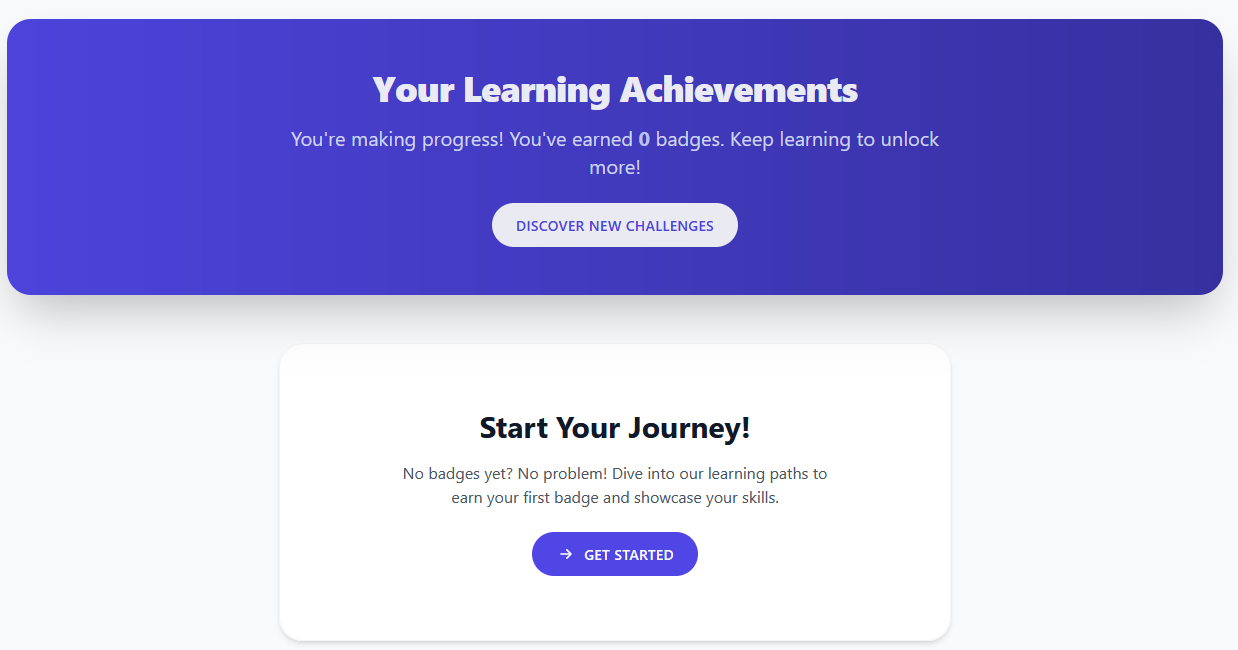 Your Learning Achievements
You're making progress! You've earned 0 badges. Keep learning to unlock
more!
DISCOVER NEW CHALLENGES
Start Your Journey!
No badges yet? No problem! Dive into our learning paths to
earn your first badge and showcase your skills.
GET STARTED